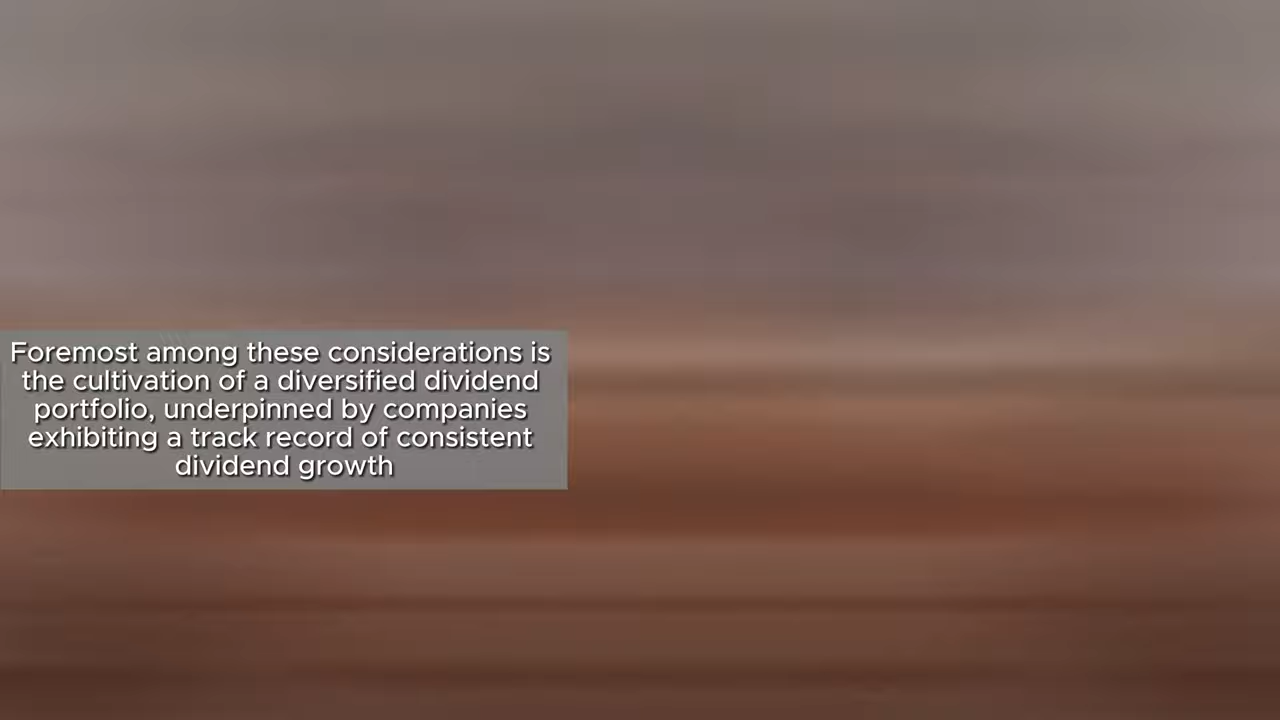 Foremost among these considerations is
the cultivation of a diversified dividend
portfolio, underpinned by companies
exhibiting a track record of consistent
dividend growth